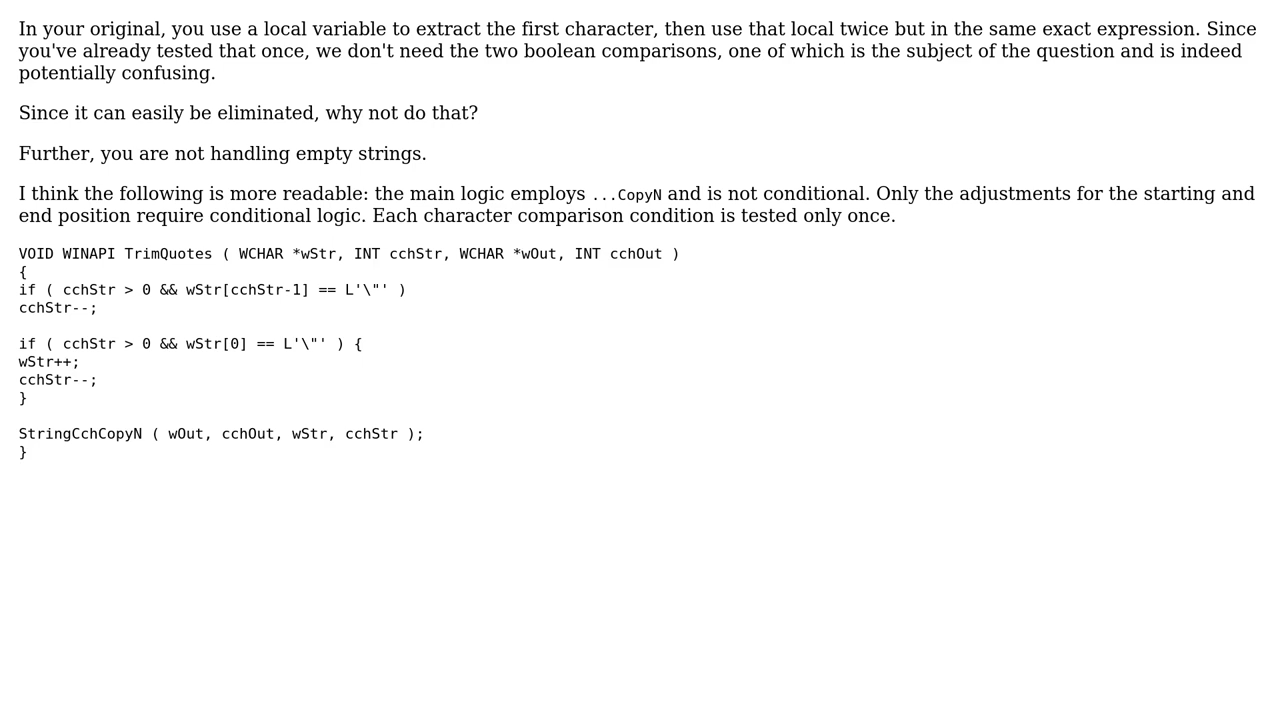 In your original, you use a local variable to extract the first character, then use that local twice but in the same exact expression. Since
you've already tested that once, we don't need the two boolean comparisons, one of which is the subject of the question and is indeed
potentially confusing.
Since it can easily be eliminated, why not do that?
Further, you are not handling empty strings.
I think the following is more readable: the main logic employs ...CopyN and is not conditional. Only the adjustments for the starting and
end position require conditional logic. Each character comparison condition is tested only once.
VOID WINAPI TrimQuotes ( WCHAR *wStr, INT cchStr, WCHAR *wOut, INT cchOut )
{
if ( cchStr > 0 && wStr[cchStr-1] == L'\"' )
cchStr--;
if ( cchStr > 0 && wStr[0] == L'\"' ) {
wStr++;
cchStr--;
}
StringCchCopyN ( wOut, cchOut, wStr, cchStr );
}